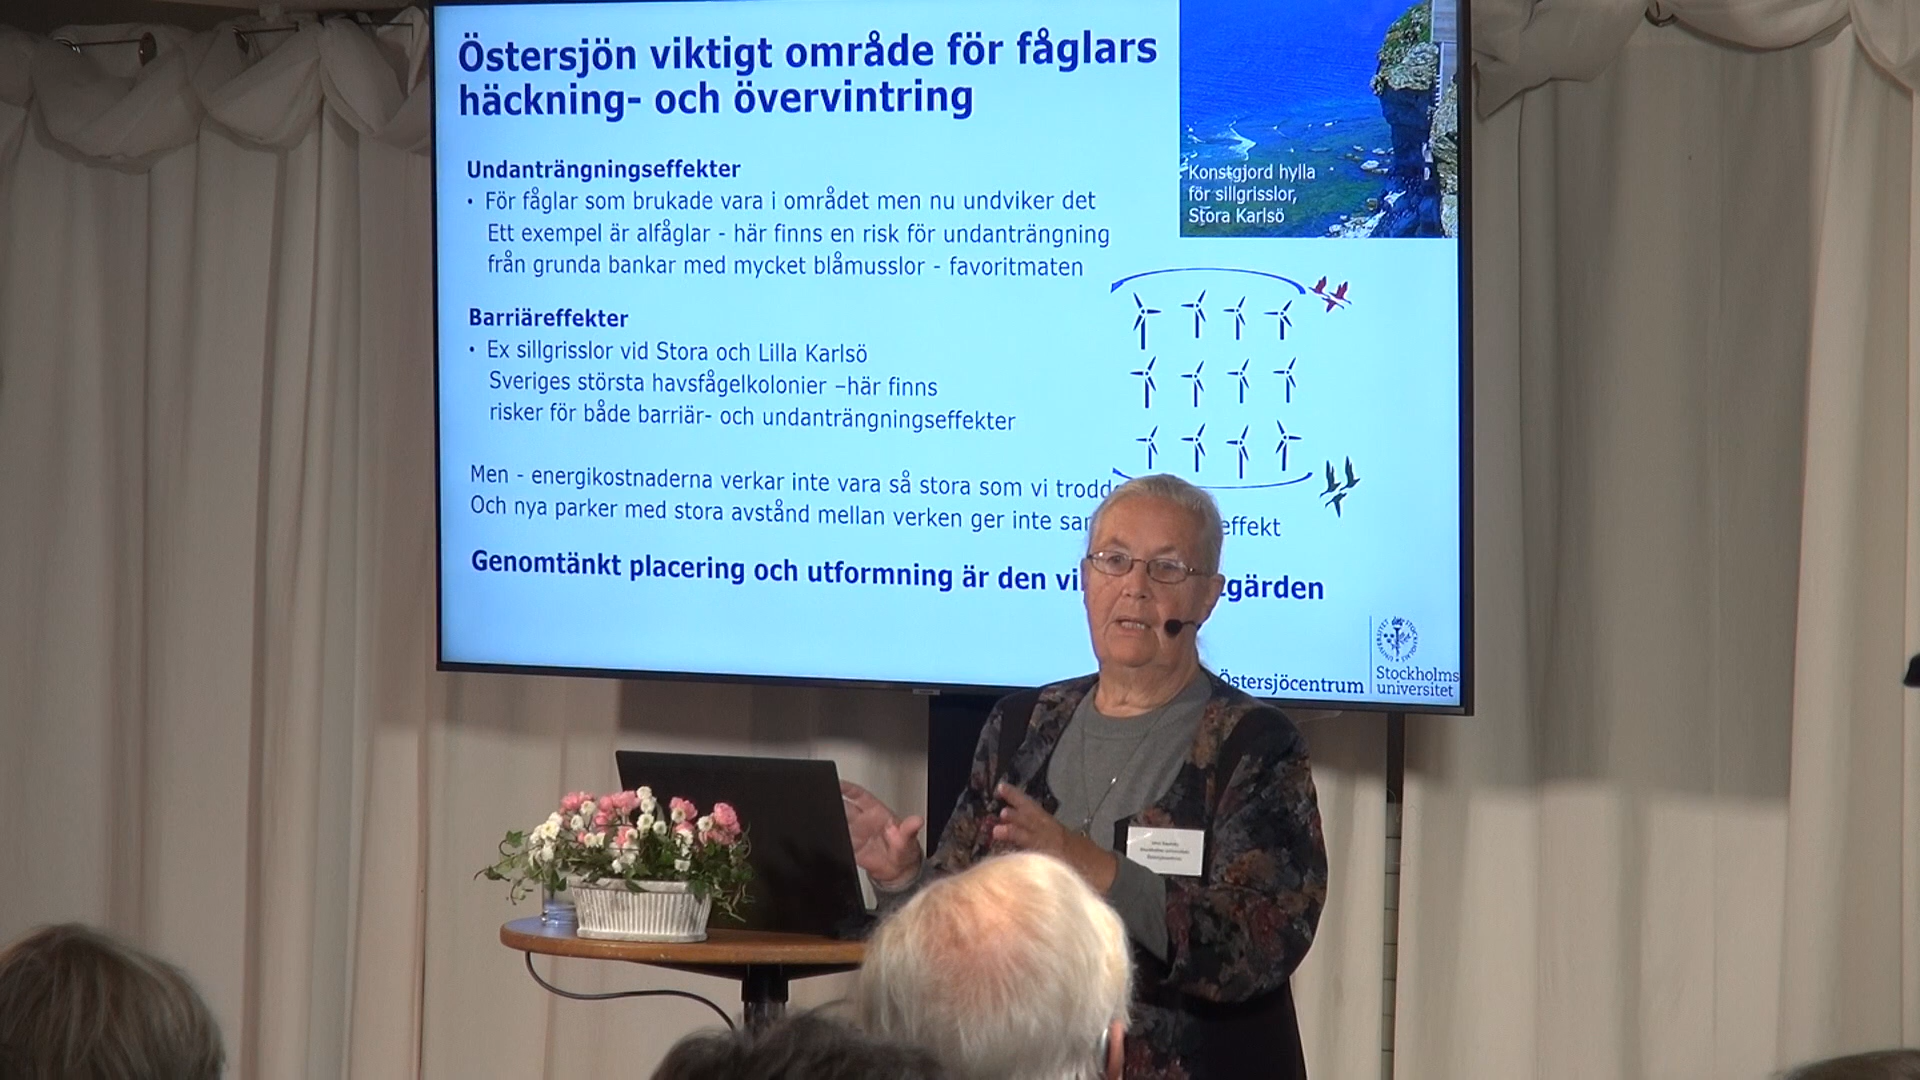 Östersjön viktigt område för fåglars
häckning- och övervintring
Konstgjord hylla
för sillgrisslor,
Stora Karlsö
Undanträngningseffekter
• För fåglar som brukade vara i området men nu undviker det
Ett exempel är alfåglar - här finns en risk för undanträngning
från grunda bankar med mycket blåmusslor - favoritmaten
Barriäreffekter
• Ex sillgrisslor vid Stora och Lilla Karlsö
Sveriges största havsfågelkolonier –här finns
risker för både barriär- och undanträngningseffekter
Men - energikostnaderna verkar inte vara så stora som vi
Och nya parker med stora avstånd mellan verken ger inte effekt
Genomtänkt placering och utformning är den
Östersjöcentrum
Stockholms
universitet